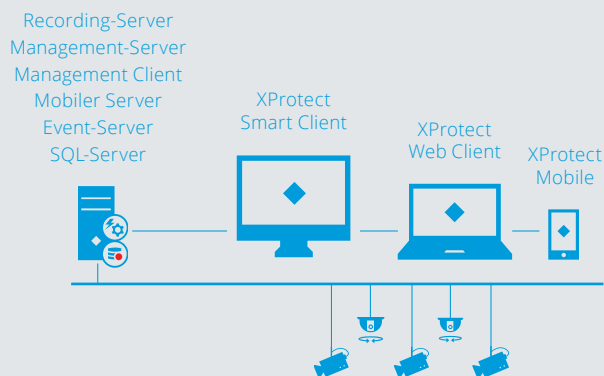 Recording-Server
Management-Server
Management Client
Mobiler Server
Event-Server
SQL-Server
XProtect
Smart Client
XProtect
Web Client
XProtect
Mobile